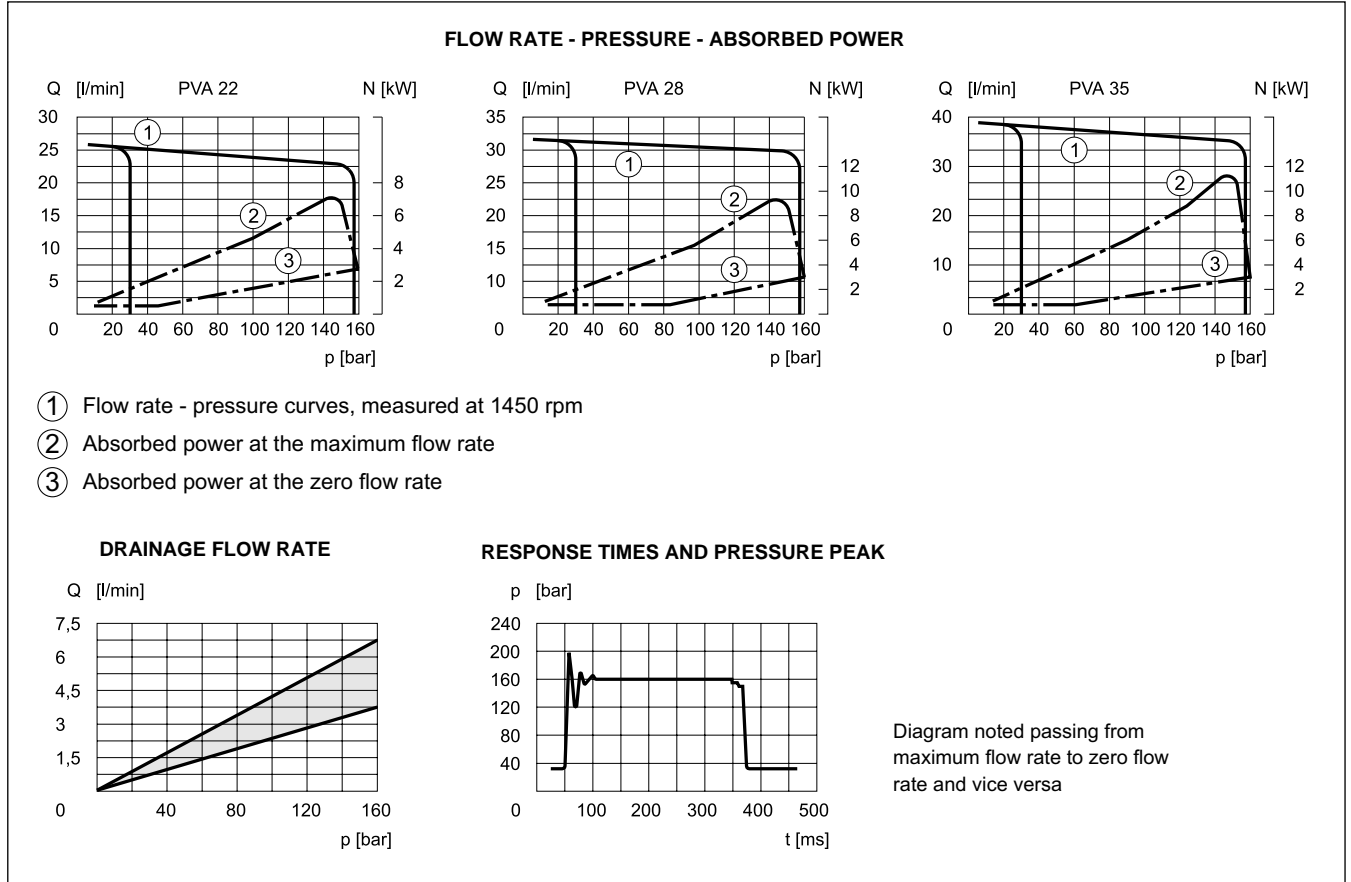 FLOW RATE - PRESSURE - ABSORBED POWER
Q [l/min] PVA 22 N [kW]
30
25
20
15
10
5
0
8
6
4
2
20 40 60 80 100 120 140 160
p [bar]
1
2
3
Q [l/min] PVA 28 N [kW]
35
30
25
20
15
10
0
12
10
8
6
4
2
20 40 60 80 100 120 140 160
p [bar]
1
2
3
Q [l/min] PVA 35 N [kW]
40
30
20
10
0
12
10
8
6
4
2
20 40 60 80 100 120 140 160
p [bar]
1
2
3
1 Flow rate - pressure curves, measured at 1450 rpm
2 Absorbed power at the maximum flow rate
3 Absorbed power at the zero flow rate
DRAINAGE FLOW RATE
Q [l/min]
7,5
6
4,5
3
1,5
0
40 80 120 160
p [bar]
RESPONSE TIMES AND PRESSURE PEAK
p [bar]
240
200
160
120
80
40
0
100 200 300 400 500
t [ms]
Diagram noted passing from
maximum flow rate to zero flow
rate and vice versa